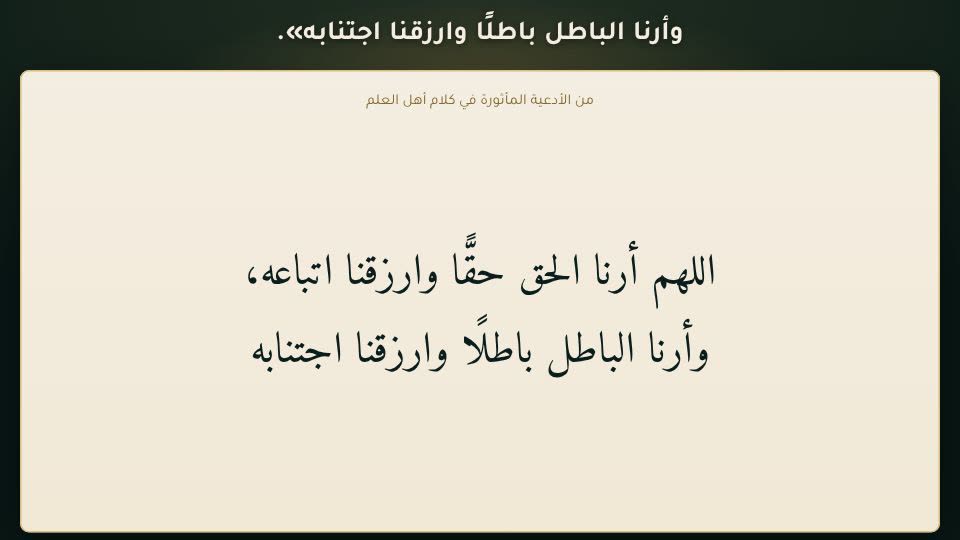 وأرنا الباطل باطلًا وارزقنا اجتنابه».
من الأدعية المأثورة في كلام أهل العلم
اللهم أرنا الحق حقًّا وارزقنا اتباعه،
وأرنا الباطل باطلًا وارزقنا اجتنابه